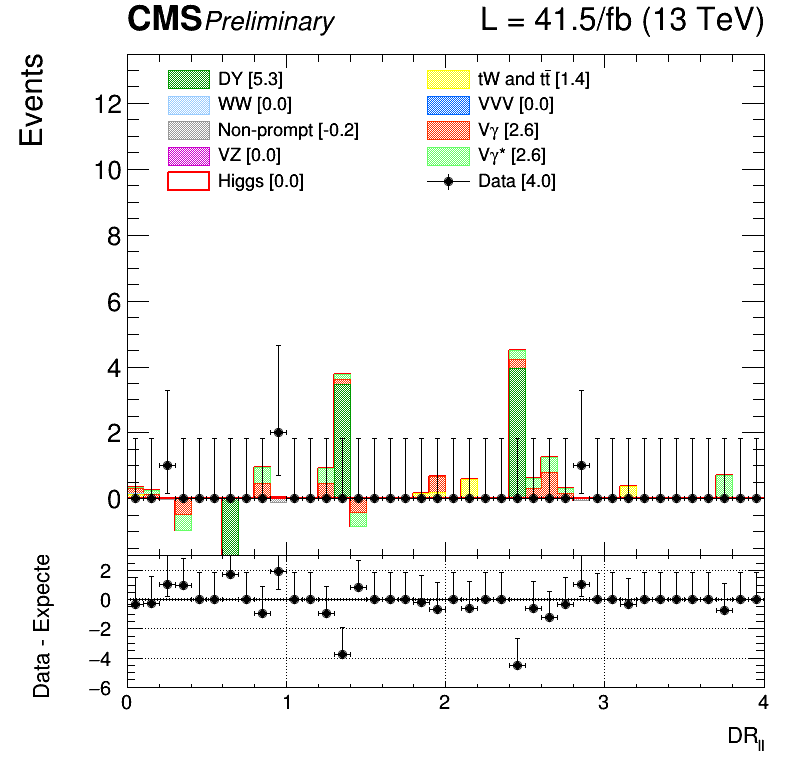 CMS Preliminary L = 41.5/fb (13 TeV)
Events
DY [5.3] tW and tt̄ [1.4]
WW [0.0] VVV [0.0]
Non-prompt [-0.2] Vγ [2.6]
VZ [0.0] Vγ* [2.6]
Higgs [0.0] Data [4.0]
12
10
8
6
4
2
0
Data - Expecte
2
0
−2
−4
−6
0 1 2 3 4
DRll